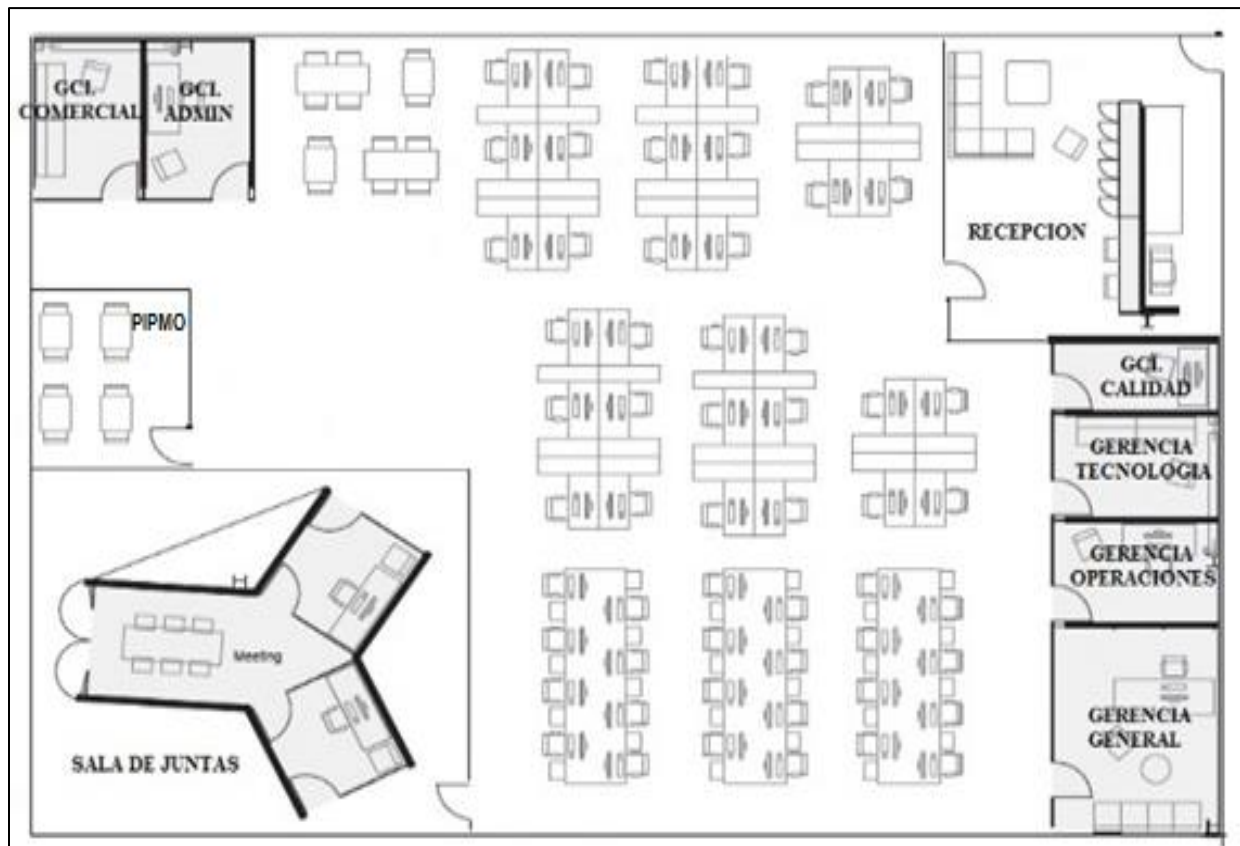 GCL
COMERCIAL
GCL
ADMIN
RECEPCION
PIPMO
GCL
CALIDAD
GERENCIA
TECNOLOGIA
GERENCIA
OPERACIONES
Meeting
GERENCIA
GENERAL
SALA DE JUNTAS